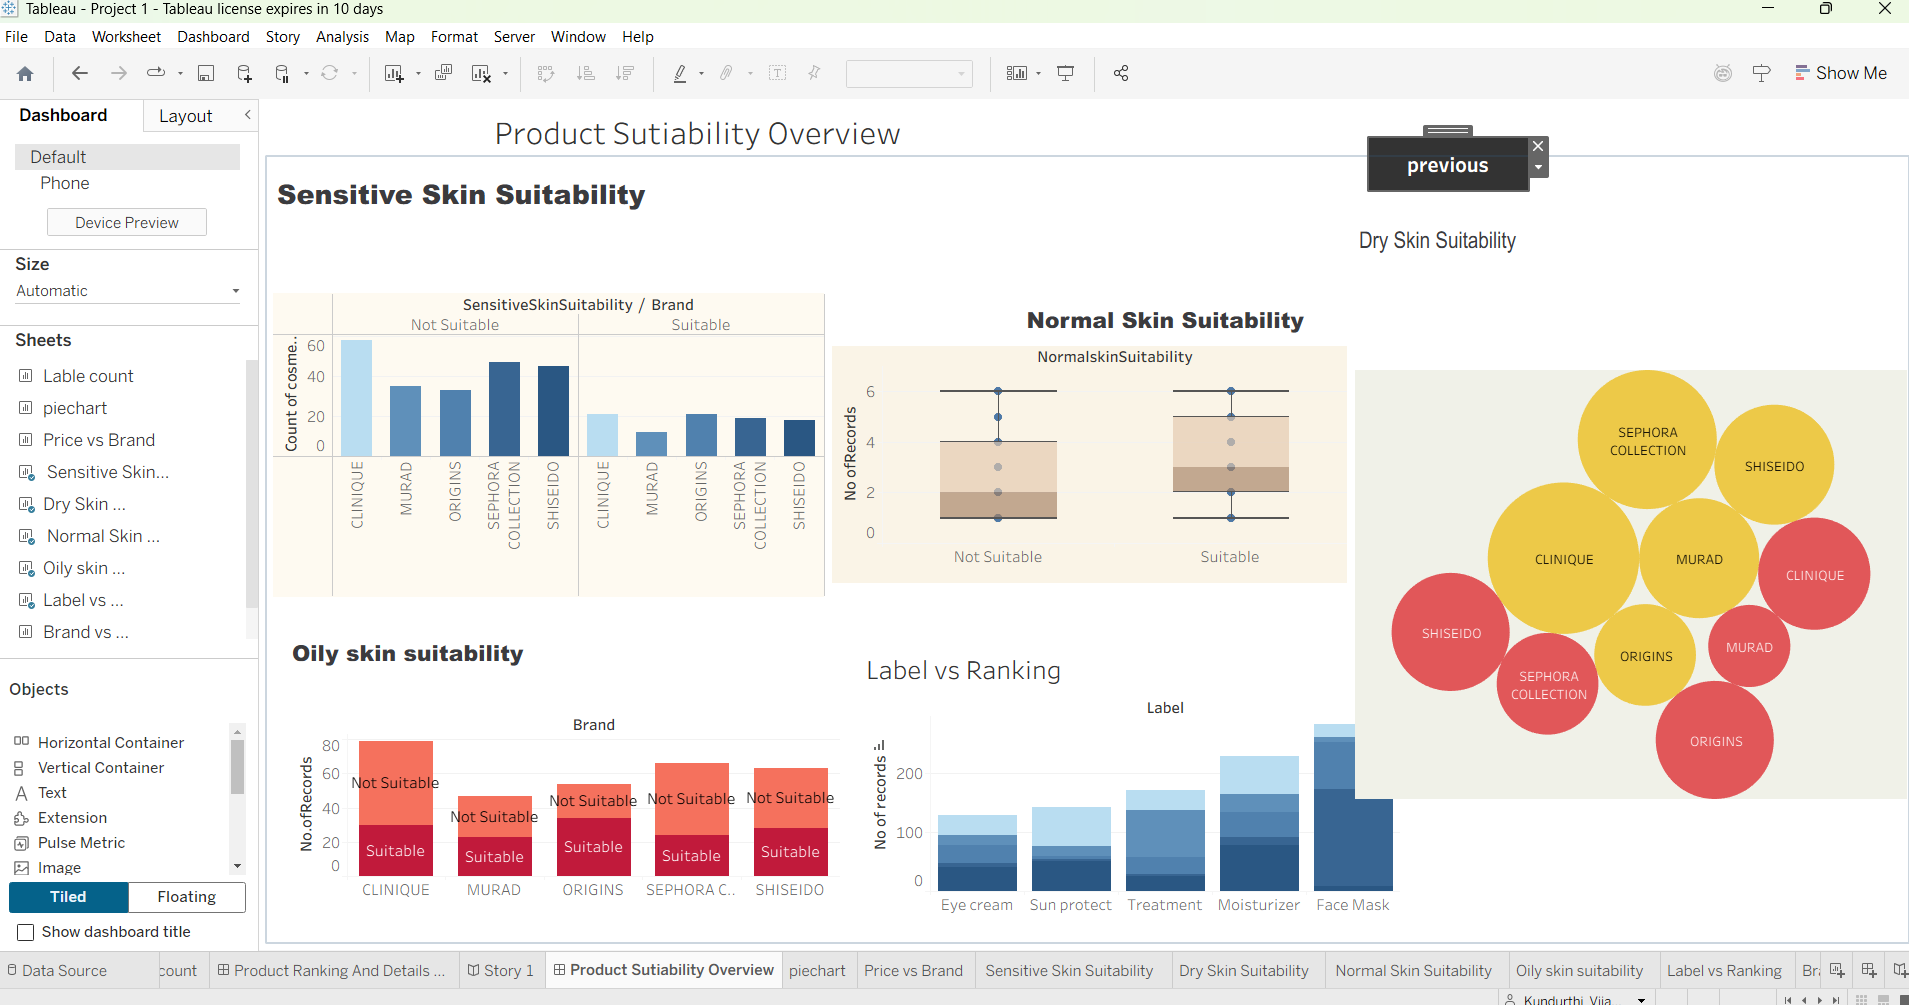 Tableau - Project 1 - Tableau license expires in 10 days
File Data Worksheet Dashboard Story Analysis Map Format Server Window Help
Show Me
Dashboard
Layout
Default
Phone
Device Preview
Size
Automatic
Sheets
Lable count
piechart
Price vs Brand
Sensitive Skin...
Dry Skin ...
Normal Skin ...
Oily skin ...
Label vs ...
Brand vs ...
Objects
Horizontal Container
Vertical Container
Text
Extension
Pulse Metric
Image
Tiled
Floating
Show dashboard title
Product Sutiability Overview
previous
Sensitive Skin Suitability
SensitiveSkinSuitability / Brand
Not Suitable
Suitable
Count of cosme..
60
40
20
0
CLINIQUE
MURAD
ORIGINS
SEPHORA
COLLECTION
SHISEIDO
CLINIQUE
MURAD
ORIGINS
SEPHORA
COLLECTION
SHISEIDO
Normal Skin Suitability
NormalskinSuitability
No ofRecords
6
4
2
0
Not Suitable
Suitable
Dry Skin Suitability
SEPHORA
COLLECTION
SHISEIDO
CLINIQUE
MURAD
CLINIQUE
SHISEIDO
ORIGINS
MURAD
SEPHORA
COLLECTION
ORIGINS
Oily skin suitability
Brand
No.ofRecords
80
60
40
20
0
Not Suitable
Not Suitable
Not Suitable
Not Suitable
Not Suitable
Suitable
Suitable
Suitable
Suitable
Suitable
CLINIQUE
MURAD
ORIGINS
SEPHORA C..
SHISEIDO
Label vs Ranking
Label
No of records
200
100
0
Eye cream
Sun protect
Treatment
Moisturizer
Face Mask
Data Source
count
Product Ranking And Details ...
Story 1
Product Sutiability Overview
piechart
Price vs Brand
Sensitive Skin Suitability
Dry Skin Suitability
Normal Skin Suitability
Oily skin suitability
Label vs Ranking
Kundurthi, Vija...